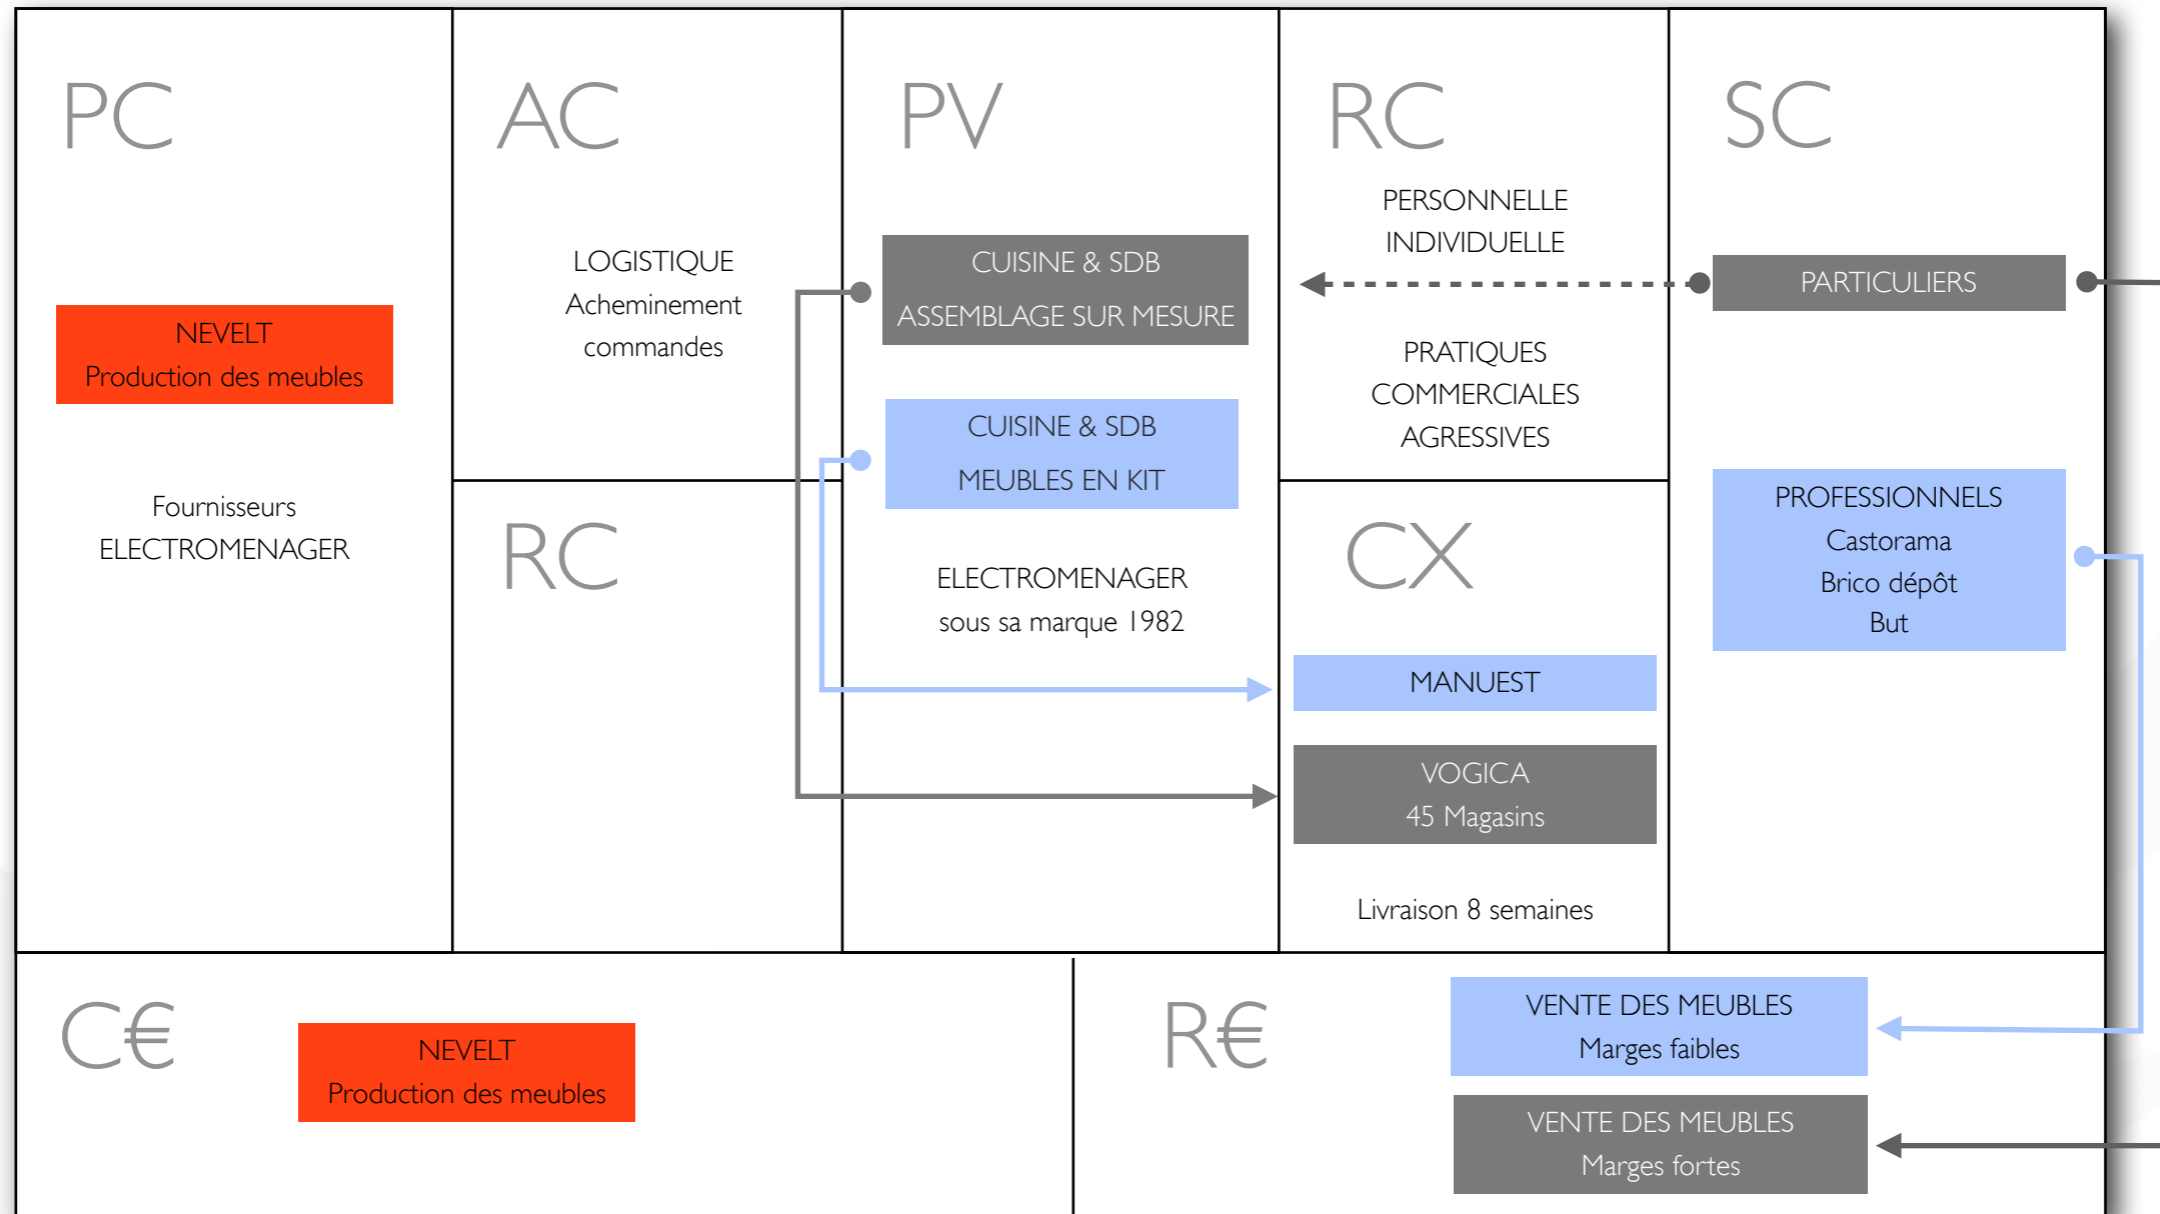 PC
NEVELT
Production des meubles
Fournisseurs
ELECTROMENAGER
AC
LOGISTIQUE
Acheminement
commandes
RC
PV
CUISINE & SDB
ASSEMBLAGE SUR MESURE
CUISINE & SDB
MEUBLES EN KIT
ELECTROMENAGER
sous sa marque 1982
RC
PERSONNELLE
INDIVIDUELLE
PRATIQUES
COMMERCIALES
AGRESSIVES
CX
MANUEST
VOGICA
45 Magasins
Livraison 8 semaines
SC
PARTICULIERS
PROFESSIONNELS
Castorama
Brico dépôt
But
C€
NEVELT
Production des meubles
R€
VENTE DES MEUBLES
Marges faibles
VENTE DES MEUBLES
Marges fortes